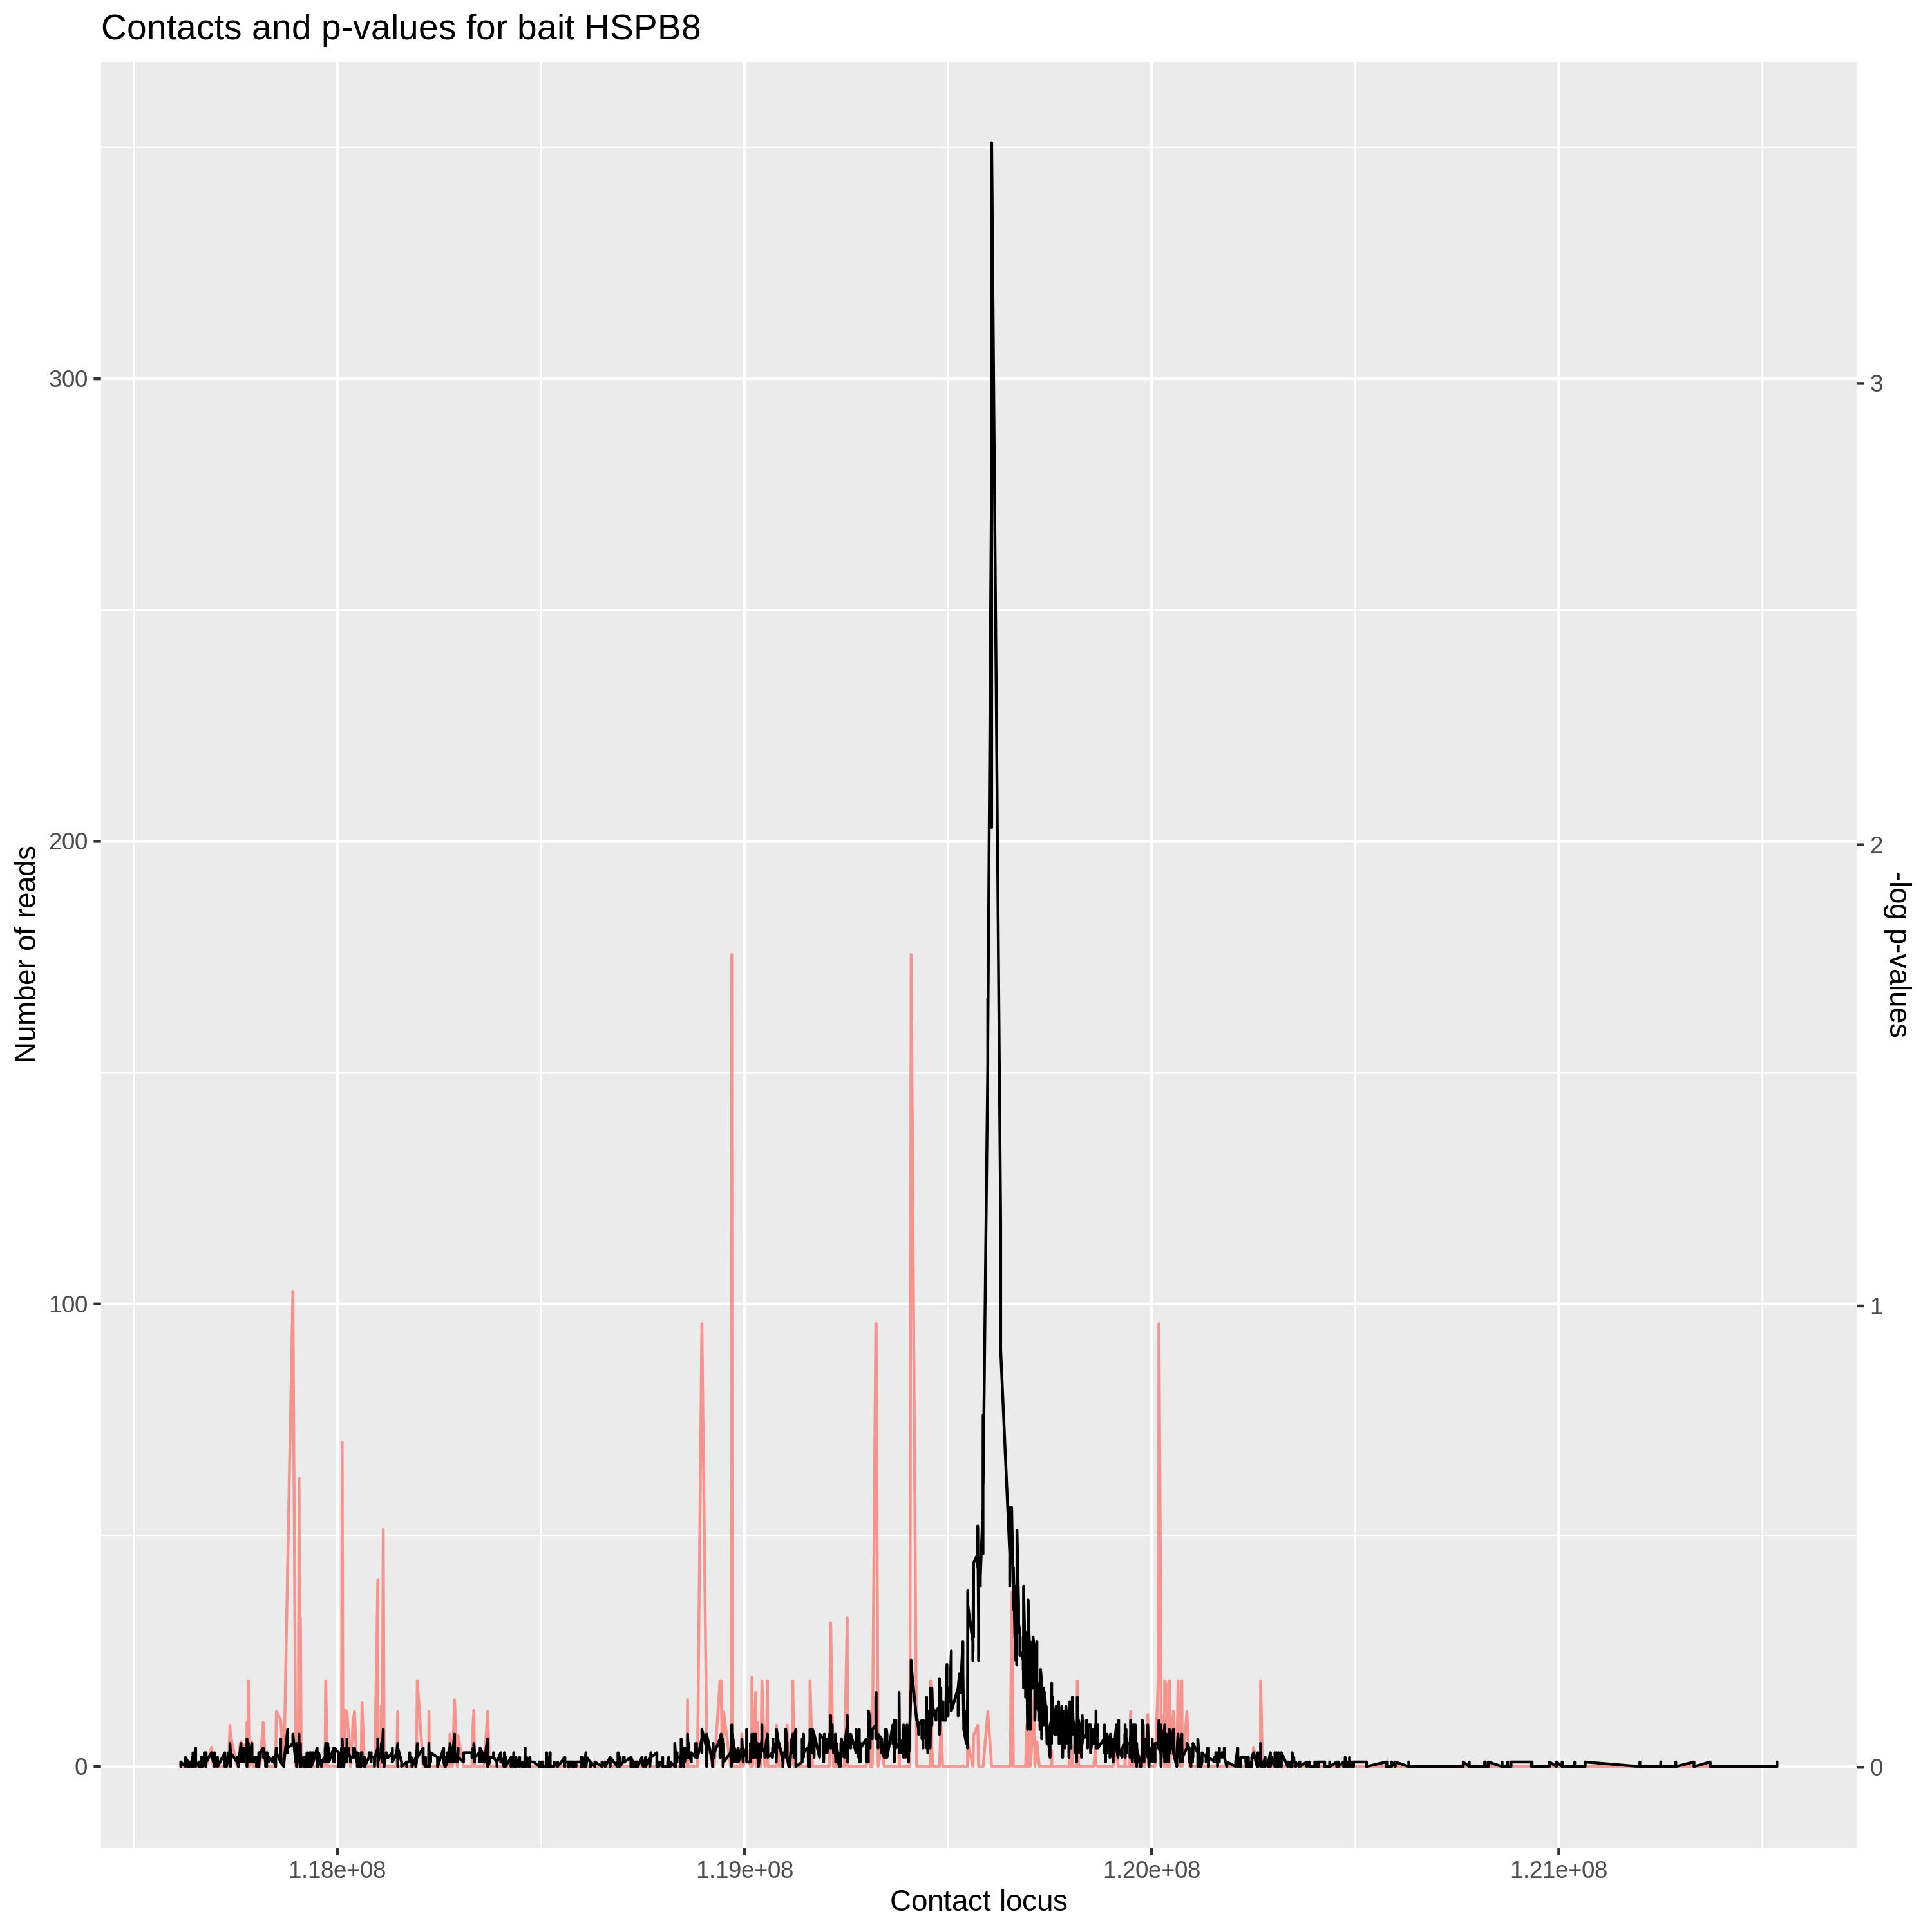 Contacts and p-values for bait HSPB8
300
200
100
0
Number of reads
3
2
1
0
-log p-values
1.18e+08
1.19e+08
1.20e+08
1.21e+08
Contact locus